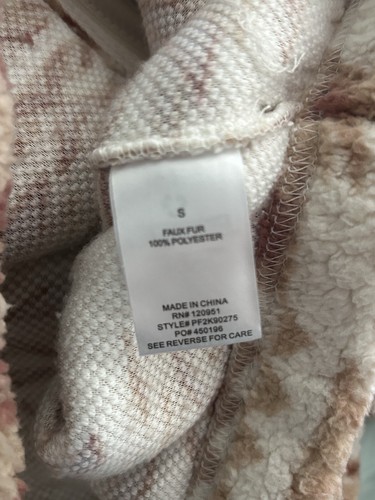 S
FAUX FUR
100% POLYESTER
MADE IN CHINA
RN# 120951
STYLE# PF2K90275
PO# 450196
SEE REVERSE FOR CARE